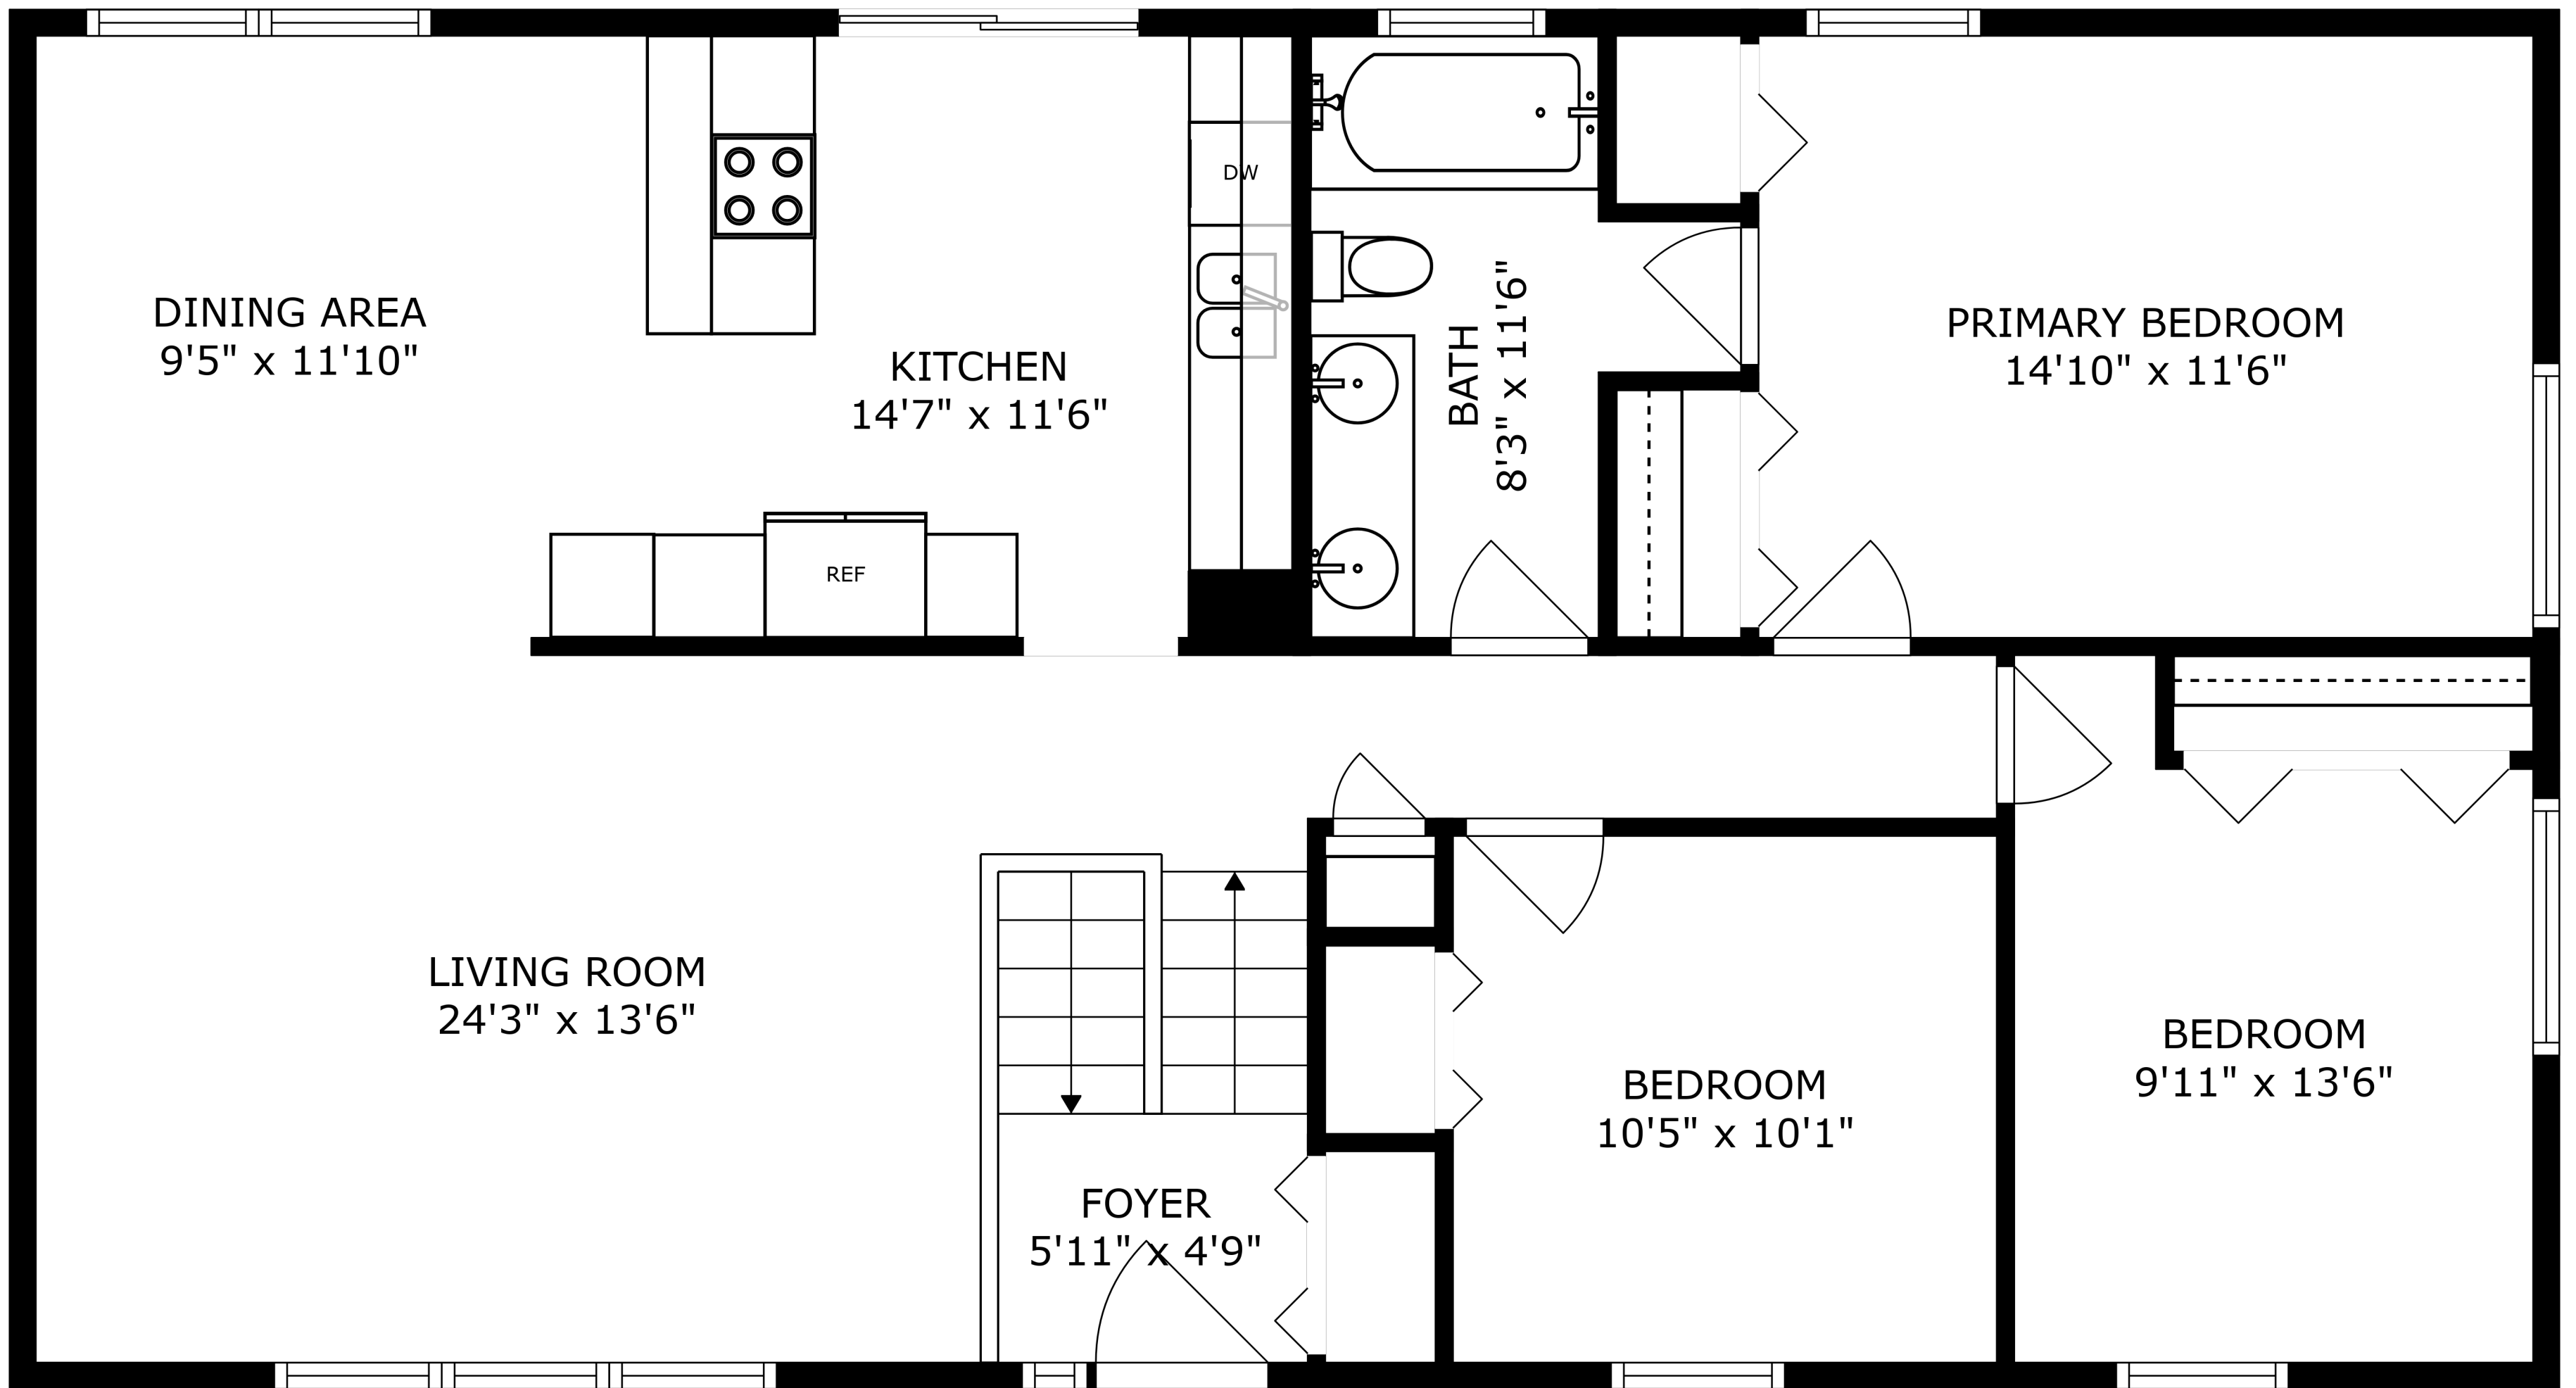 DINING AREA
9'5" x 11'10"
KITCHEN
14'7" x 11'6"
DW
REF
BATH
8'3" x 11'6"
PRIMARY BEDROOM
14'10" x 11'6"
LIVING ROOM
24'3" x 13'6"
FOYER
5'11" x 4'9"
BEDROOM
10'5" x 10'1"
BEDROOM
9'11" x 13'6"